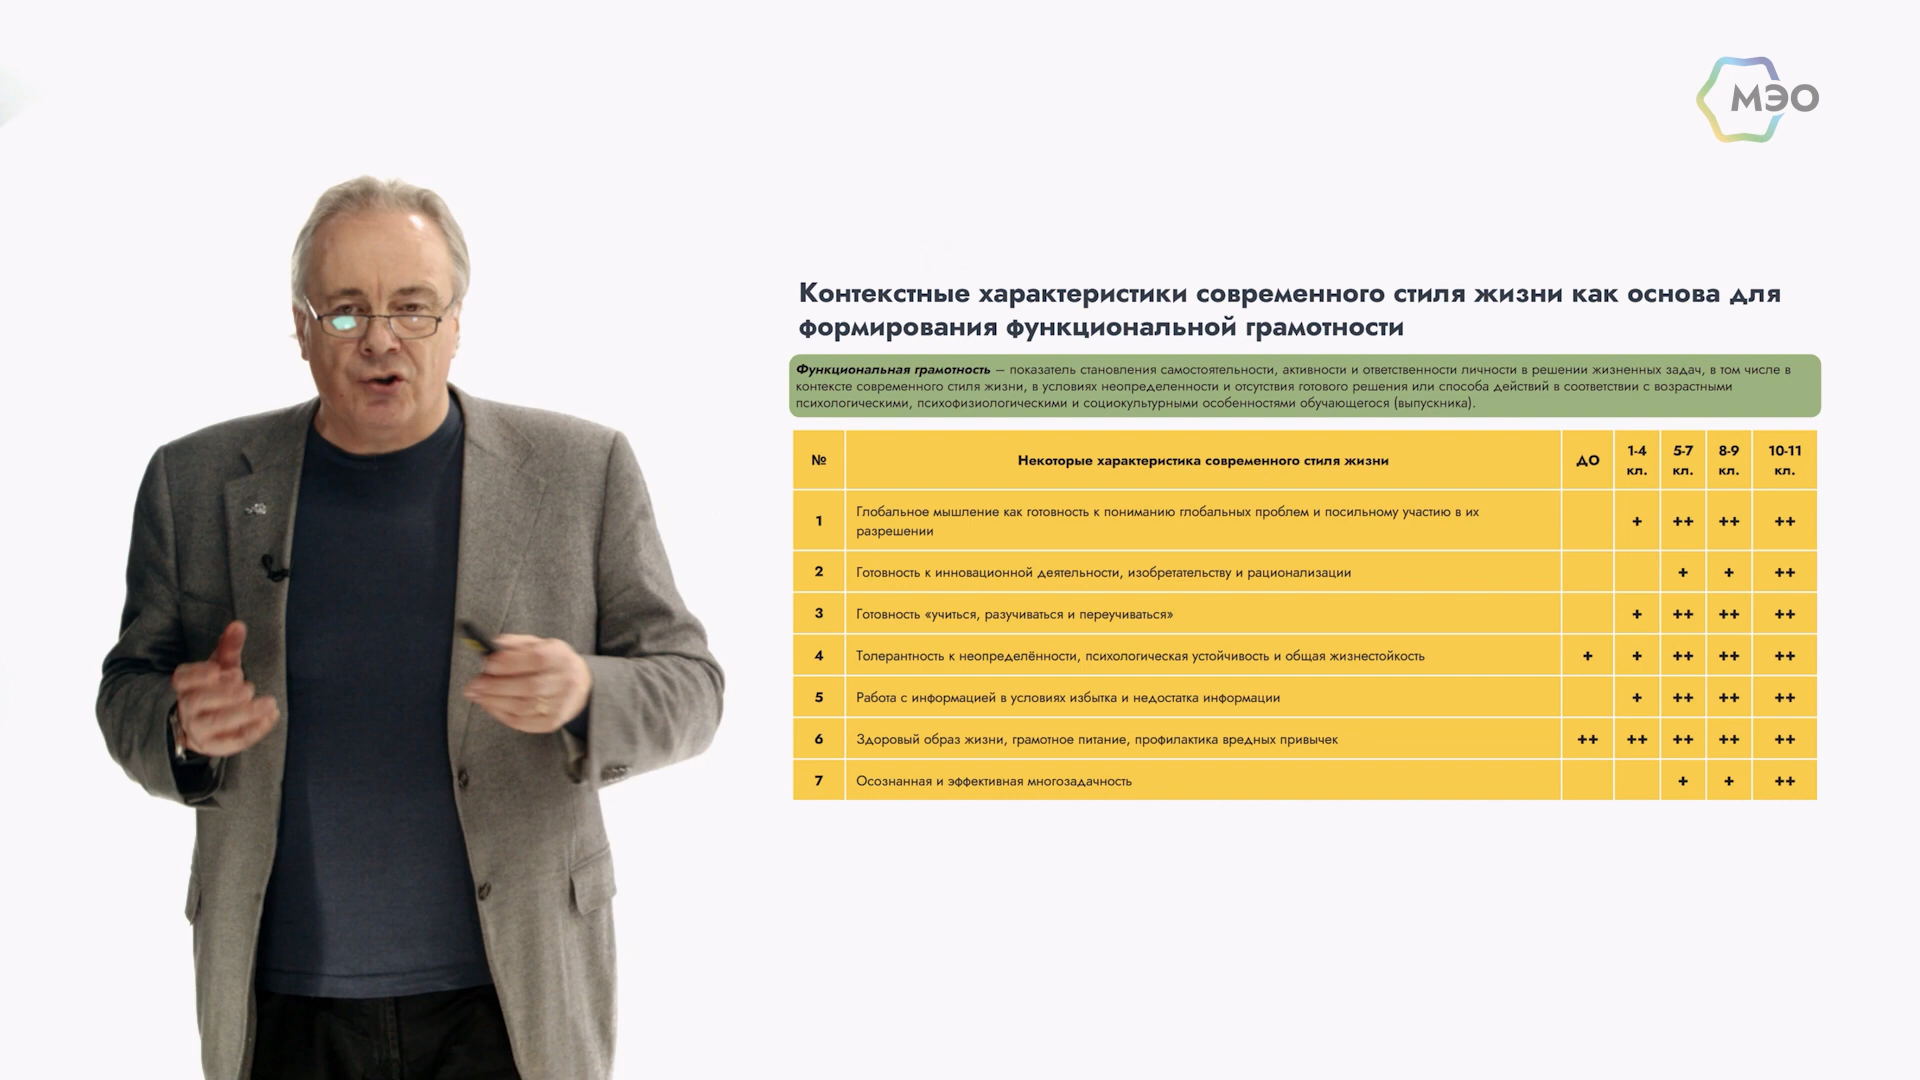 МЭО
Контекстные характеристики современного стиля жизни как основа для
формирования функциональной грамотности
Функциональная грамотность – показатель становления самостоятельности, активности и ответственности личности в решении жизненных задач, в том числе в
контексте современного стиля жизни, в условиях неопределенности и отсутствия готового решения или способа действий в соответствии с возрастными
психологическими, психофизиологическими и социокультурными особенностями обучающегося (выпускника).
№ Некоторые характеристика современного стиля жизни ДО 1-4 кл. 5-7 кл. 8-9 кл. 10-11 кл.
1 Глобальное мышление как готовность к пониманию глобальных проблем и посильному участию в их
разрешении + ++ ++ ++
2 Готовность к инновационной деятельности, изобретательству и рационализации + + ++
3 Готовность «учиться, разучиваться и переучиваться» + ++ ++ ++
4 Толерантность к неопределённости, психологическая устойчивость и общая жизнестойкость + + ++ ++ ++
5 Работа с информацией в условиях избытка и недостатка информации + ++ ++ ++
6 Здоровый образ жизни, грамотное питание, профилактика вредных привычек ++ ++ ++ ++ ++
7 Осознанная и эффективная многозадачность + + ++